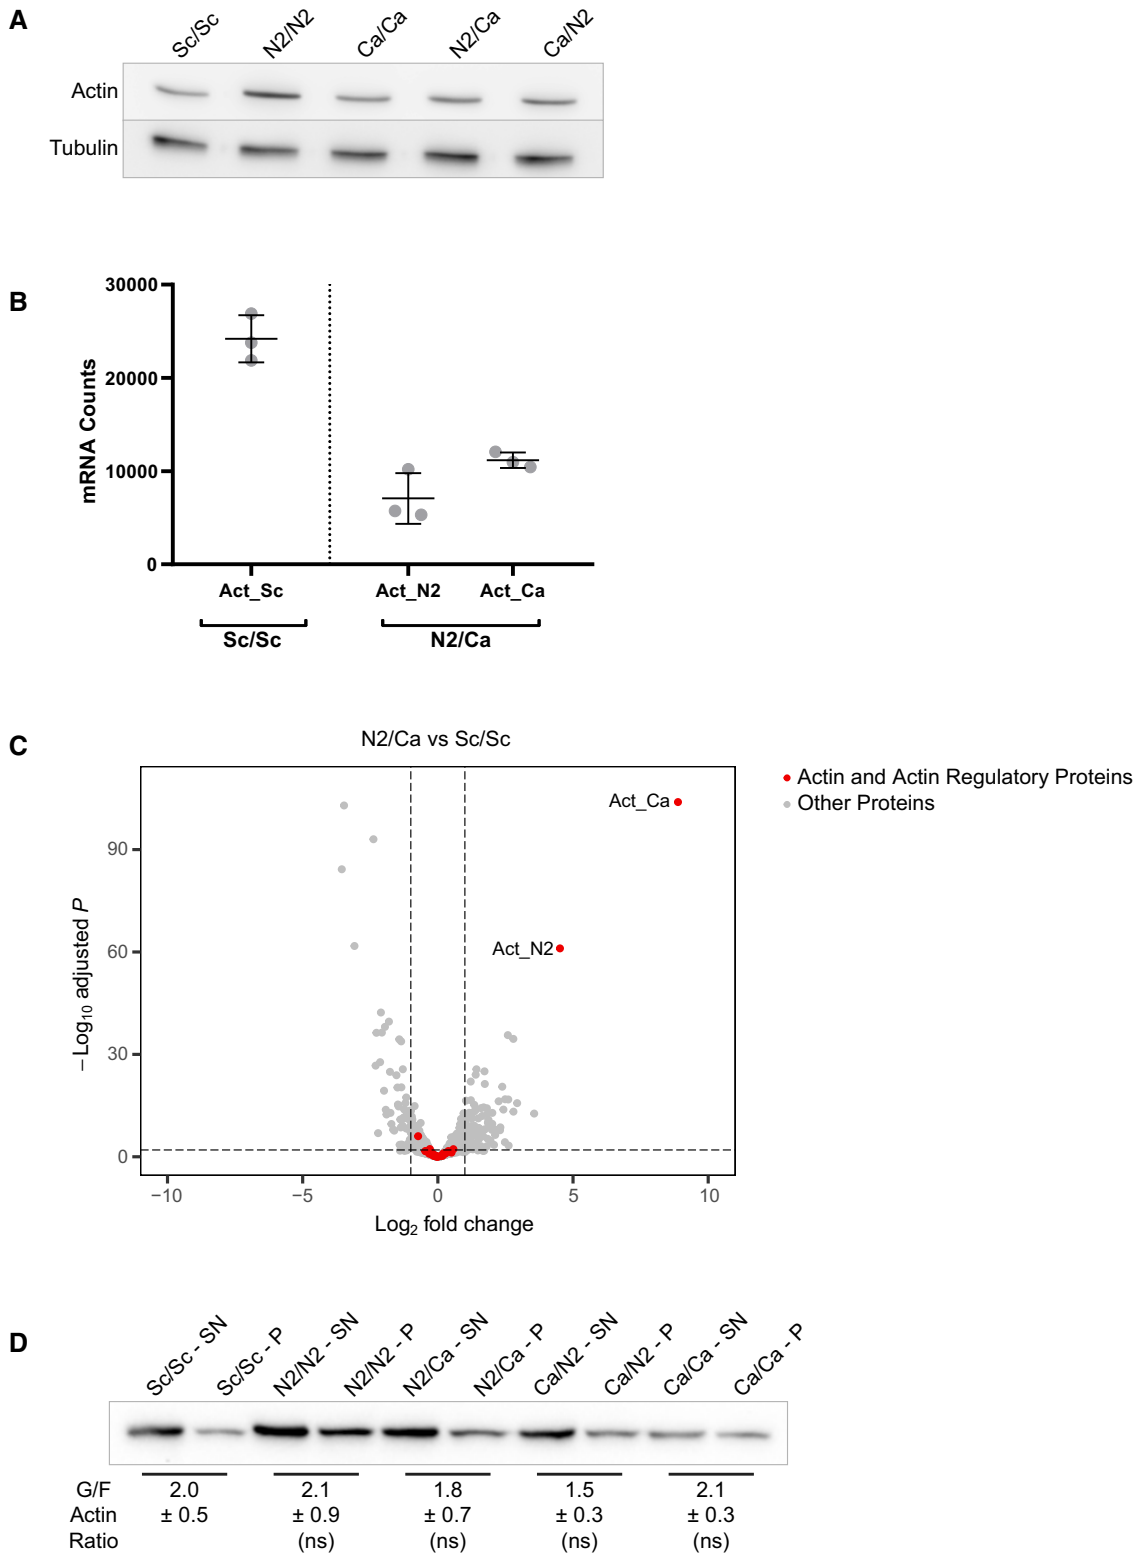 A
Sc/Sc N2/N2 Ca/Ca N2/Ca Ca/N2
Actin
Tubulin
B
30000
20000
10000
0
mRNA Counts
Act_Sc Act_N2 Act_Ca
Sc/Sc N2/Ca
C
N2/Ca vs Sc/Sc
Actin and Actin Regulatory Proteins
Other Proteins
Act_Ca
Act_N2
90
60
30
0
−Log10 adjusted P
−10 −5 0 5 10
Log2 fold change
D
Sc/Sc - SN Sc/Sc - P N2/N2 - SN N2/N2 - P N2/Ca - SN N2/Ca - P Ca/N2 - SN Ca/N2 - P Ca/Ca - SN Ca/Ca - P
G/F 2.0 2.1 1.8 1.5 2.1
Actin ± 0.5 ± 0.9 ± 0.7 ± 0.3 ± 0.3
Ratio (ns) (ns) (ns) (ns)